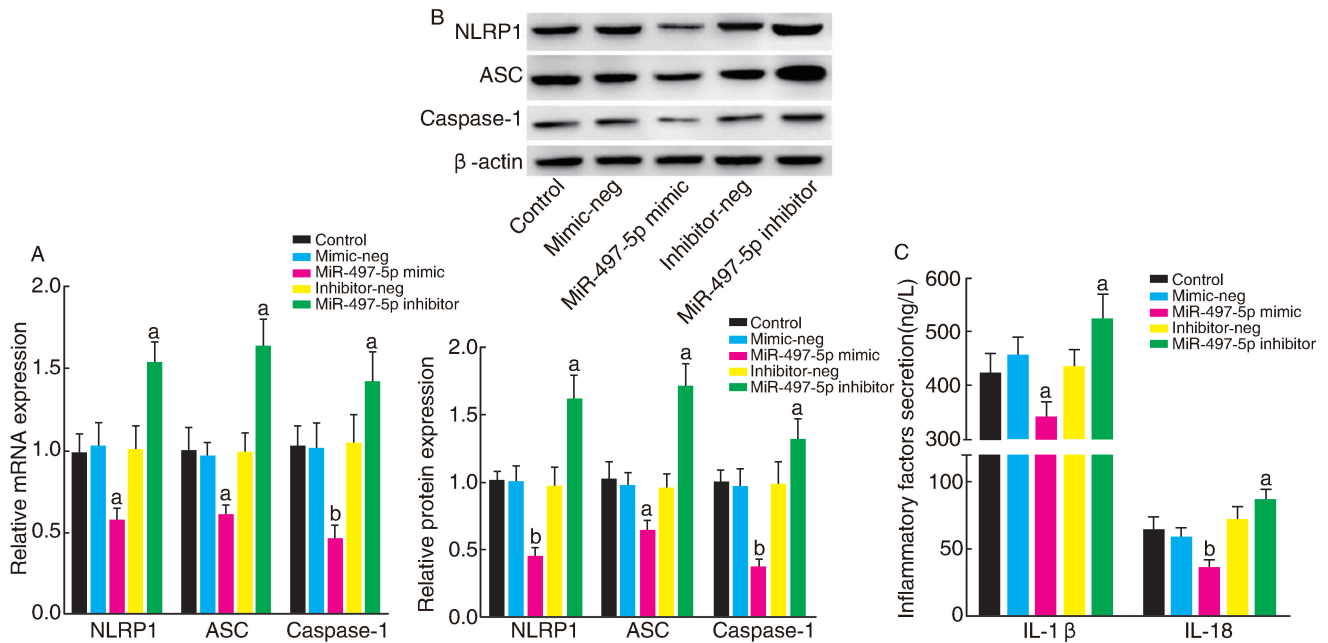 B
NLRP1
ASC
Caspase-1
β -actin
Control
Mimic-neg
MiR-497-5p mimic
Inhibitor-neg
MiR-497-5p inhibitor
A
Control
Mimic-neg
MiR-497-5p mimic
Inhibitor-neg
MiR-497-5p inhibitor
Relative mRNA expression
2.0
1.5
1.0
0.5
0.0
a
a
a
a
b
a
NLRP1
ASC
Caspase-1
Control
Mimic-neg
MiR-497-5p mimic
Inhibitor-neg
MiR-497-5p inhibitor
Relative protein expression
2.0
1.5
1.0
0.5
0.0
b
a
a
a
b
a
NLRP1
ASC
Caspase-1
C
Control
Mimic-neg
MiR-497-5p mimic
Inhibitor-neg
MiR-497-5p inhibitor
Inflammatory factors secretion(ng/L)
600
500
400
300
100
50
0
a
a
b
a
IL-1 β
IL-18